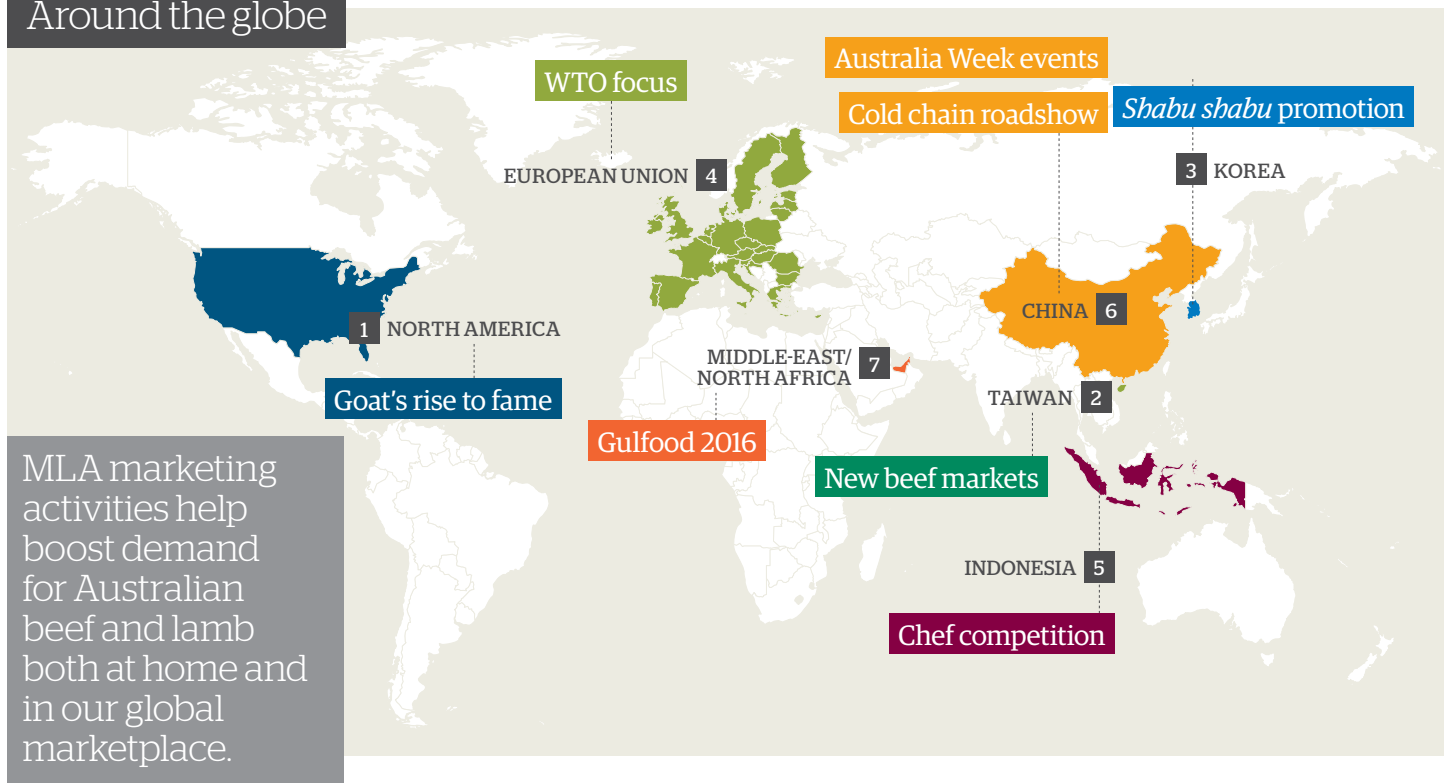 Around the globe
Australia Week events
WTO focus
Cold chain roadshow
Shabu shabu promotion
EUROPEAN UNION 4
3 KOREA
CHINA 6
1 NORTH AMERICA
MIDDLE-EAST/
NORTH AFRICA
7
TAIWAN 2
Goat's rise to fame
Gulfood 2016
New beef markets
INDONESIA 5
Chef competition
MLA marketing
activities help
boost demand
for Australian
beef and lamb
both at home and
in our global
marketplace.